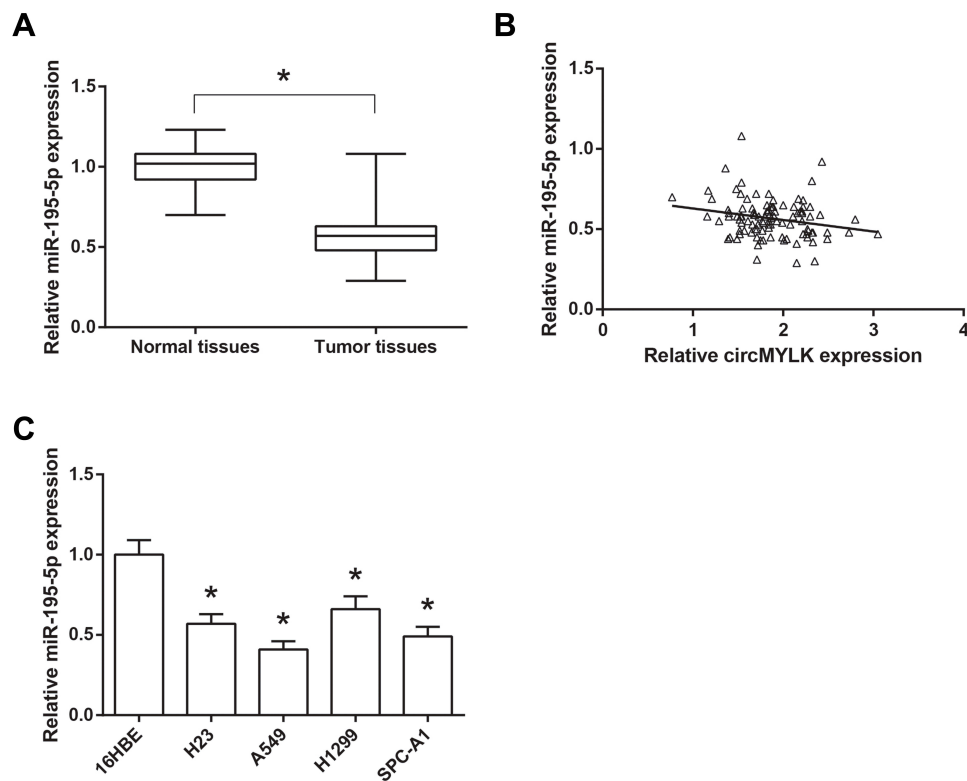 A
Relative miR-195-5p expression
1.5
1.0
0.5
0.0
*
Normal tissues
Tumor tissues
B
Relative miR-195-5p expression
1.5
1.0
0.5
0.0
0
1
2
3
4
Relative circMYLK expression
C
Relative miR-195-5p expression
1.5
1.0
0.5
0.0
*
*
*
*
16HBE
H23
A549
H1299
SPC-A1